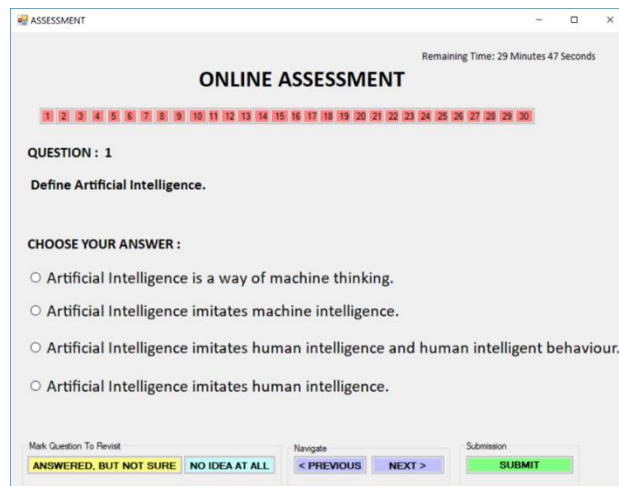 ASSESSMENT
Remaining Time: 29 Minutes 47 Seconds
ONLINE ASSESSMENT
1 2 3 4 5 6 7 8 9 10 11 12 13 14 15 16 17 18 19 20 21 22 23 24 25 26 27 28 29 30
QUESTION : 1
Define Artificial Intelligence.
CHOOSE YOUR ANSWER :
Artificial Intelligence is a way of machine thinking.
Artificial Intelligence imitates machine intelligence.
Artificial Intelligence imitates human intelligence and human intelligent behaviour.
Artificial Intelligence imitates human intelligence.
Mark Question To Revisit
ANSWERED, BUT NOT SURE NO IDEA AT ALL
Navigate
< PREVIOUS NEXT >
Submission
SUBMIT